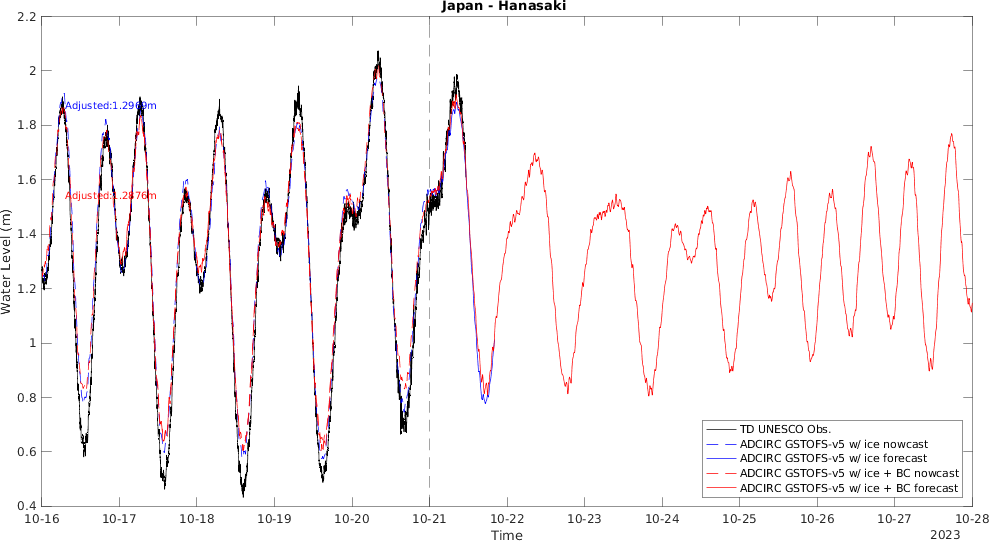 Japan - Hanasaki
2.2
2
1.8
1.6
1.4
1.2
1
0.8
0.6
0.4
Water Level (m)
Adjusted:1.2969m
Adjusted:1.2876m
TD UNESCO Obs.
ADCIRC GSTOFS-v5 w/ ice nowcast
ADCIRC GSTOFS-v5 w/ ice forecast
ADCIRC GSTOFS-v5 w/ ice + BC nowcast
ADCIRC GSTOFS-v5 w/ ice + BC forecast
10-16 10-17 10-18 10-19 10-20 10-21 10-22 10-23 10-24 10-25 10-26 10-27 10-28
Time
2023